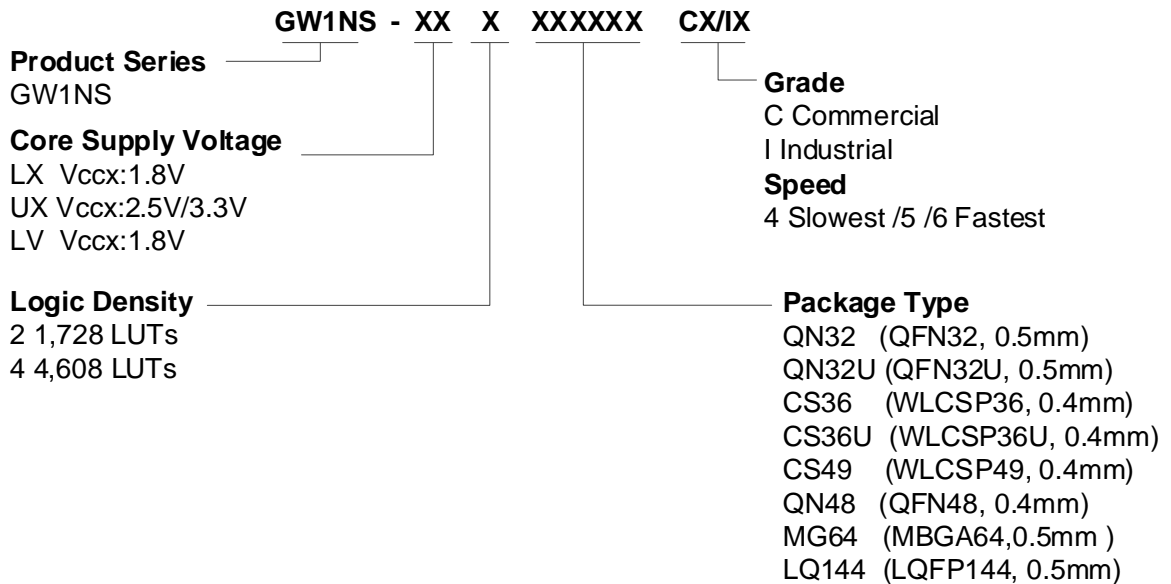 GW1NS - XX X XXXXXX CX/IX
Product Series
GW1NS
Core Supply Voltage
LX Vccx:1.8V
UX Vccx:2.5V/3.3V
LV Vccx:1.8V
Logic Density
2 1,728 LUTs
4 4,608 LUTs
Grade
C Commercial
I Industrial
Speed
4 Slowest /5 /6 Fastest
Package Type
QN32 (QFN32, 0.5mm)
QN32U (QFN32U, 0.5mm)
CS36 (WLCSP36, 0.4mm)
CS36U (WLCSP36U, 0.4mm)
CS49 (WLCSP49, 0.4mm)
QN48 (QFN48, 0.4mm)
MG64 (MBGA64,0.5mm )
LQ144 (LQFP144, 0.5mm)